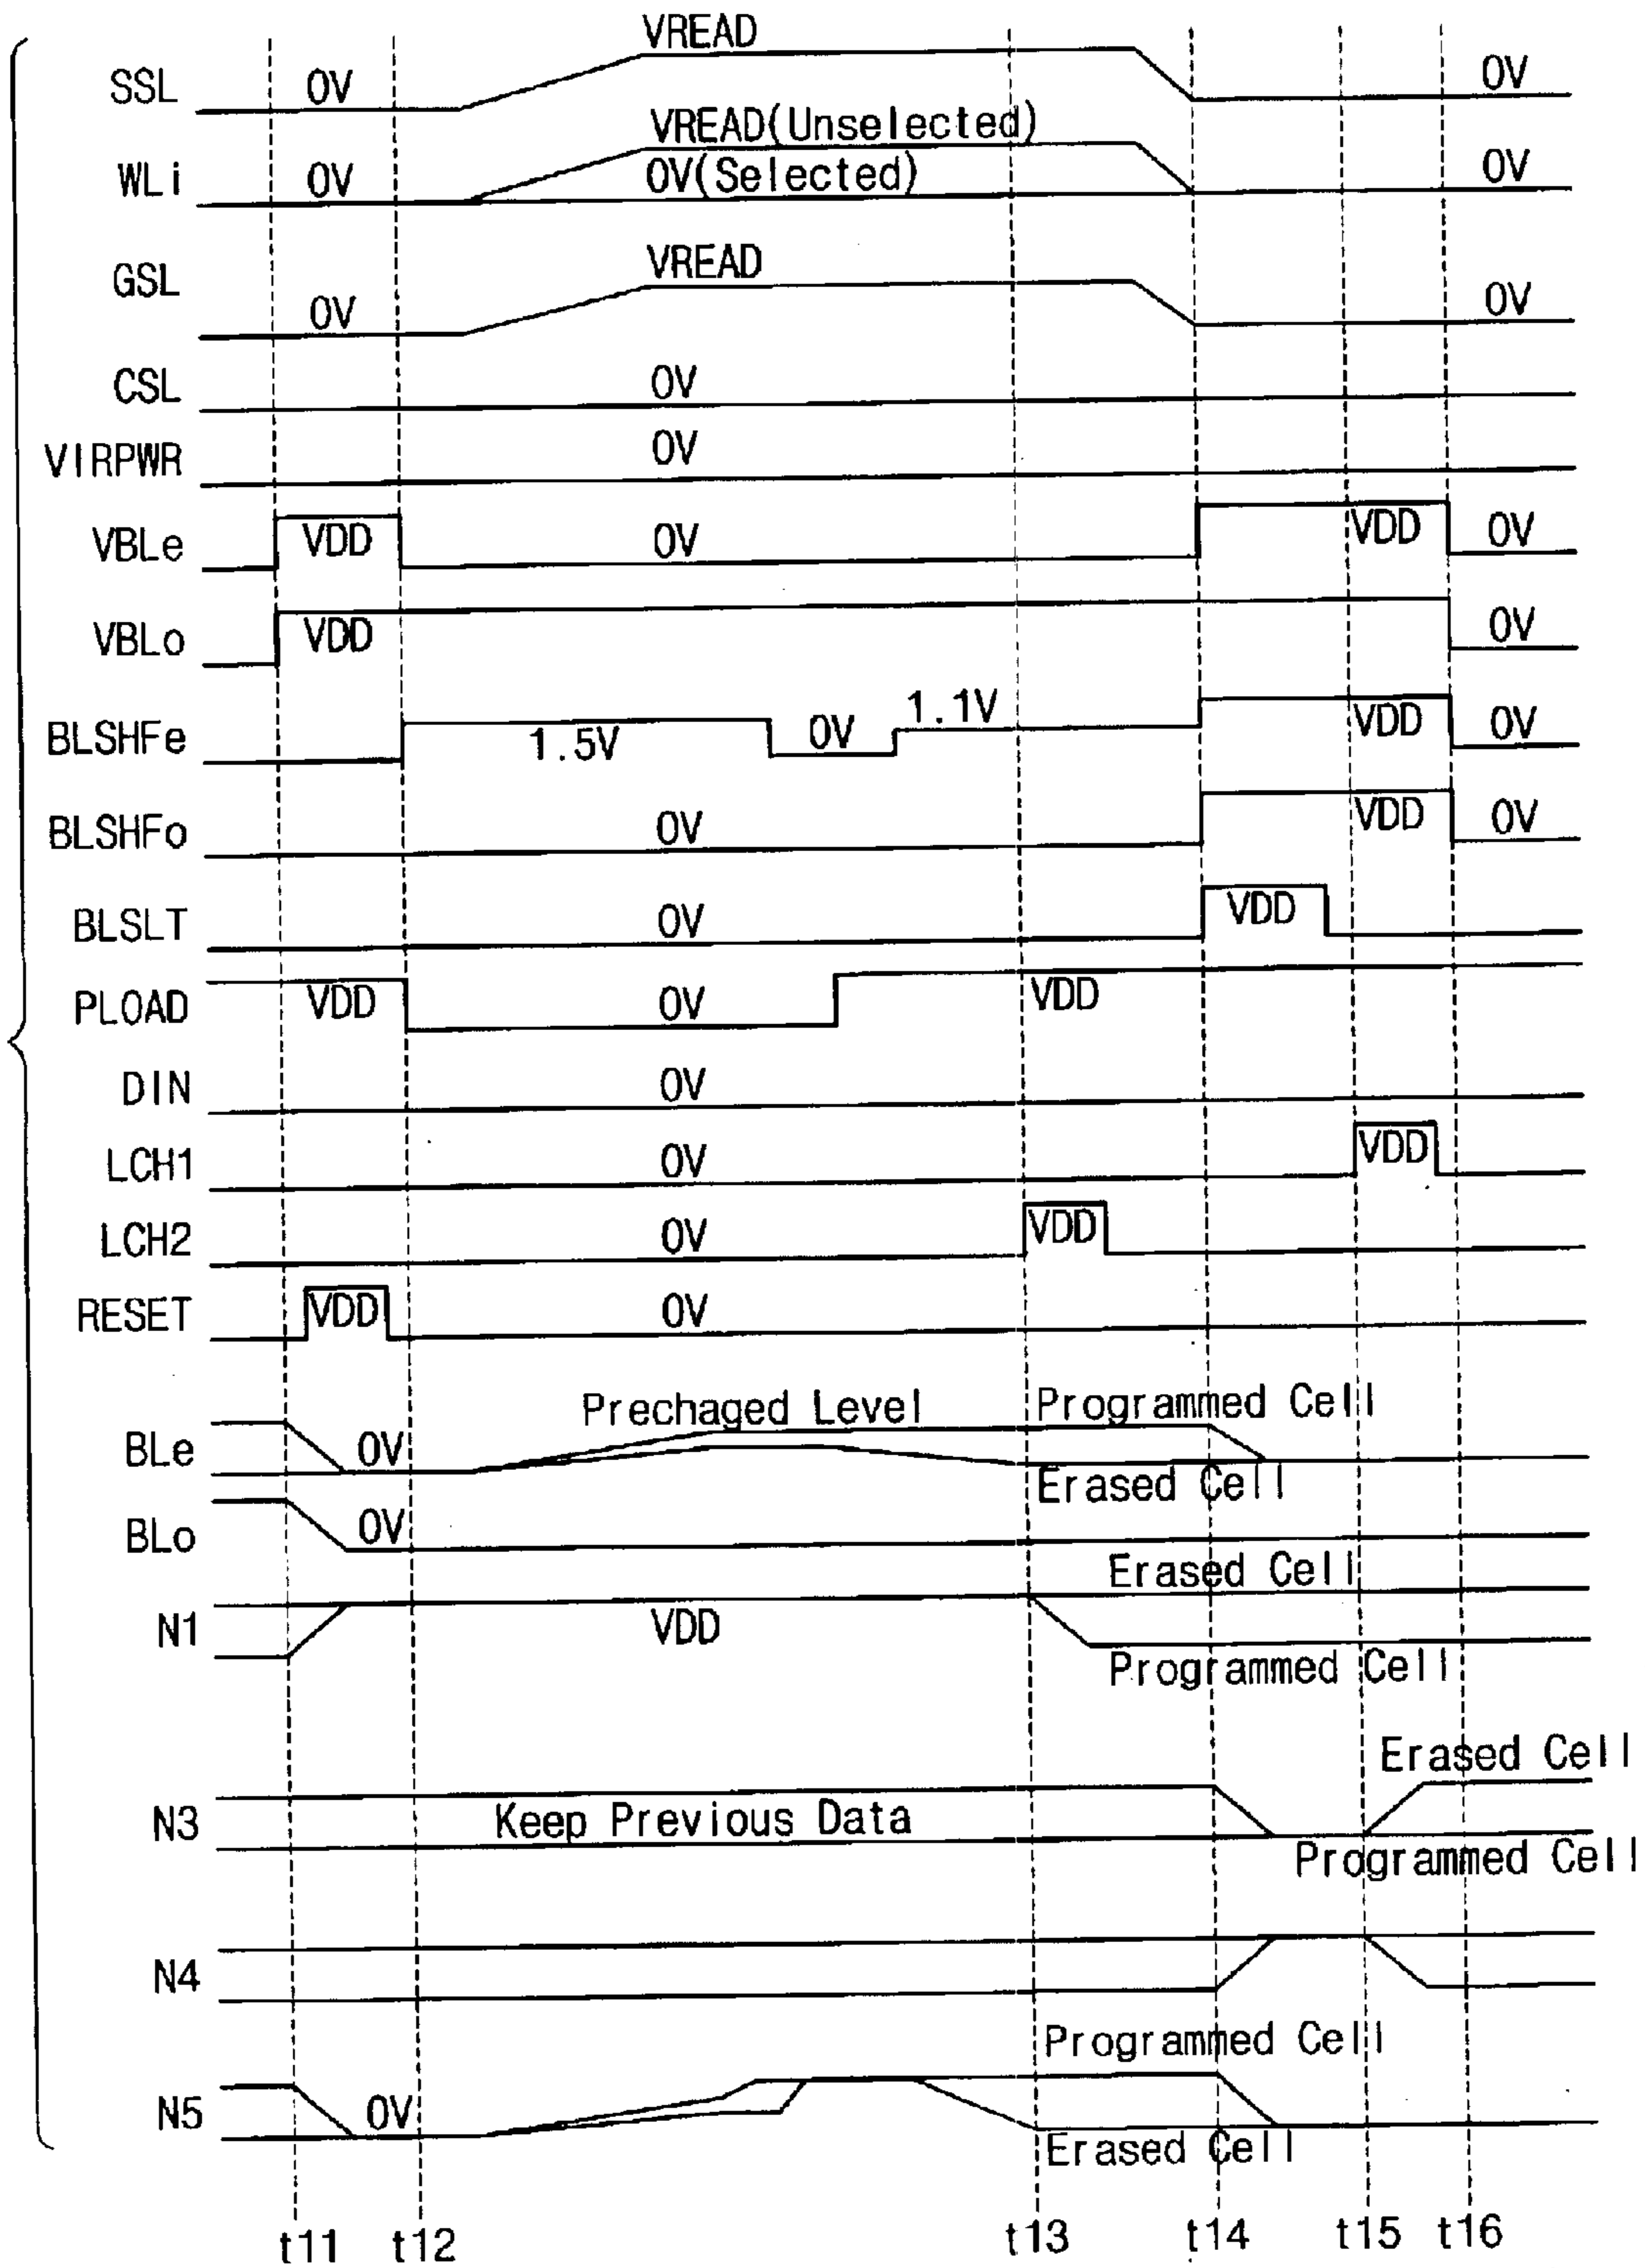 VREAD
SSL 0V 0V
VREAD(Unselected)
WLi 0V 0V(Selected) 0V
VREAD
GSL 0V 0V
CSL 0V
VIRPWR 0V
VBLe VDD 0V VDD 0V
VBLo VDD 0V
BLSHFe 1.5V 0V 1.1V VDD 0V
BLSHFo 0V VDD 0V
BLSLT 0V VDD
PLOAD VDD 0V VDD
DIN 0V
LCH1 0V VDD
LCH2 0V VDD
RESET VDD 0V
Prechaged Level Programmed Cell
BLe 0V
Erased Cell
BLo 0V
Erased Cell
N1 VDD
Programmed Cell
Erased Cell
N3 Keep Previous Data
Programmed Cell
N4
Programmed Cell
N5 0V
Erased Cell
t11 t12 t13 t14 t15 t16